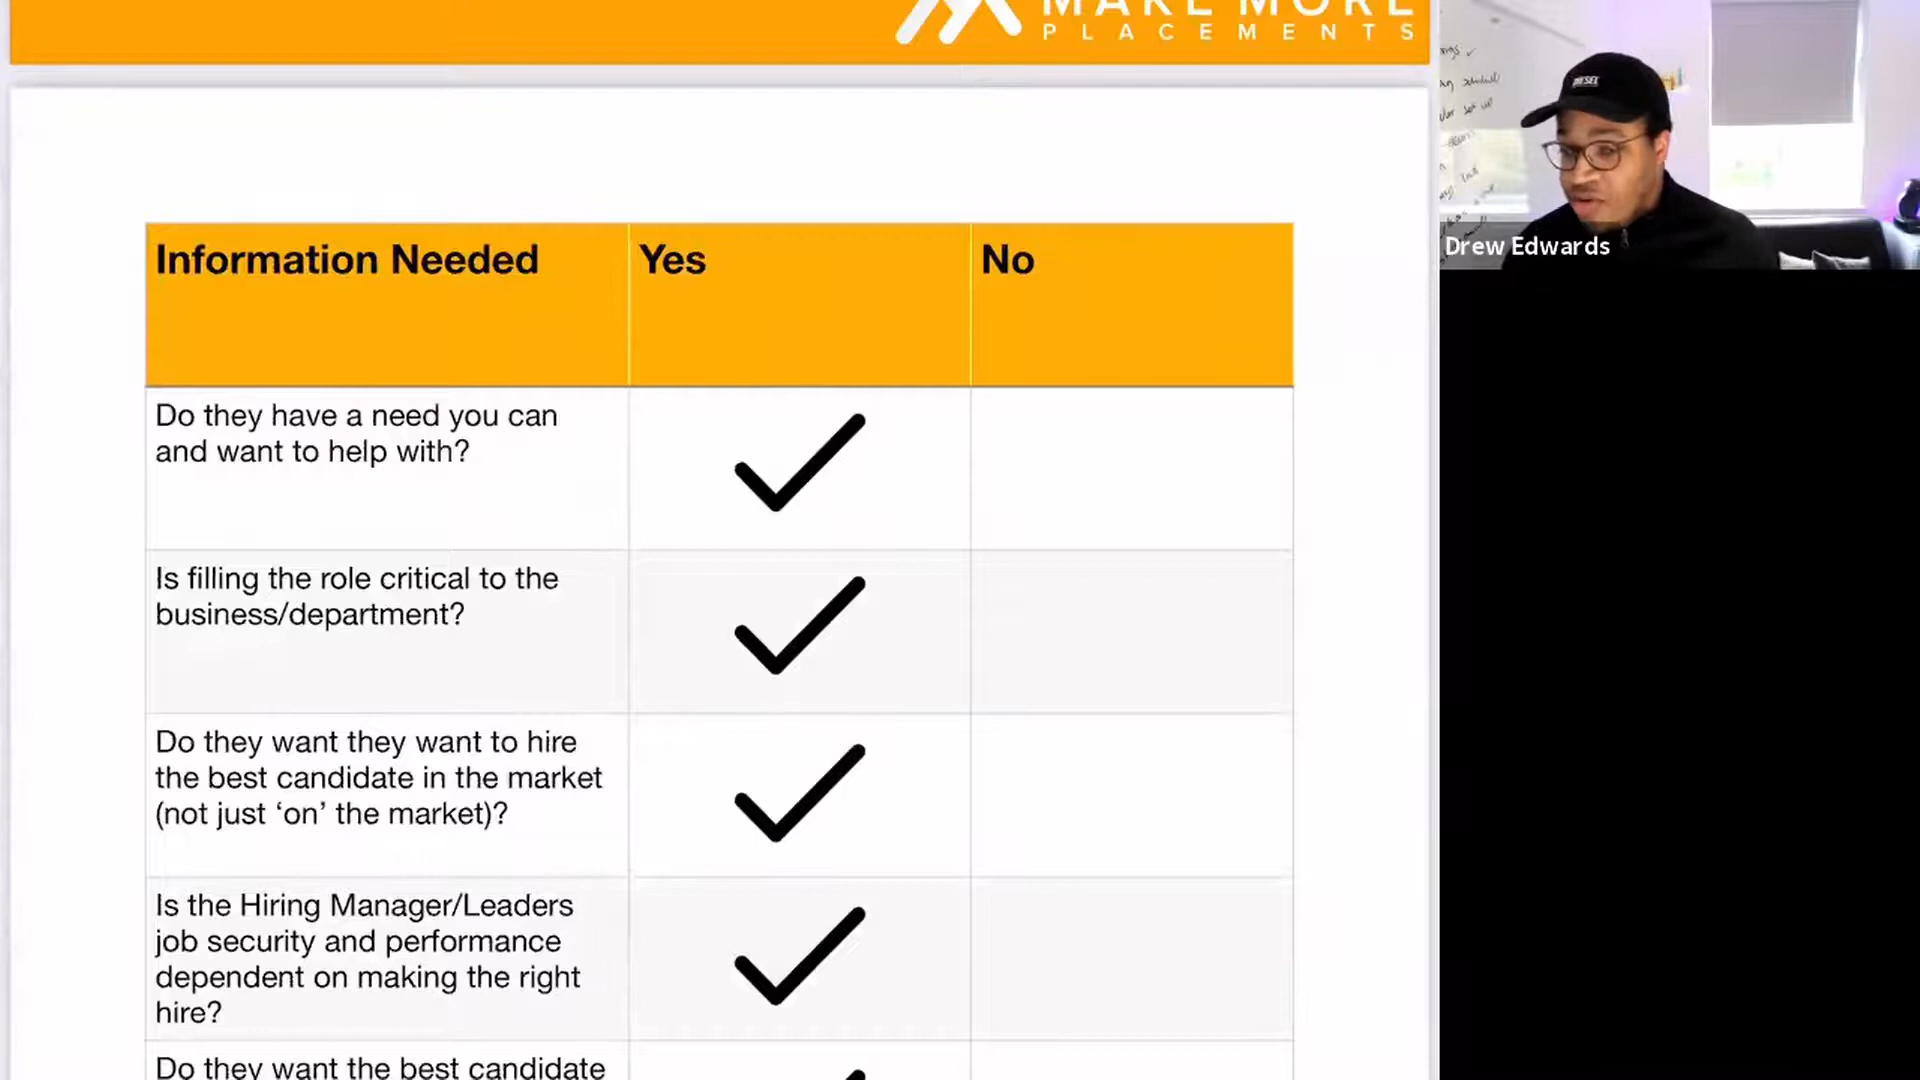 MAKE MORE
PLACEMENTS
Information Needed
Yes
No
Do they have a need you can
and want to help with?
Is filling the role critical to the
business/department?
Do they want they want to hire
the best candidate in the market
(not just ‘on’ the market)?
Is the Hiring Manager/Leaders
job security and performance
dependent on making the right
hire?
Do they want the best candidate
DIESEL
Drew Edwards